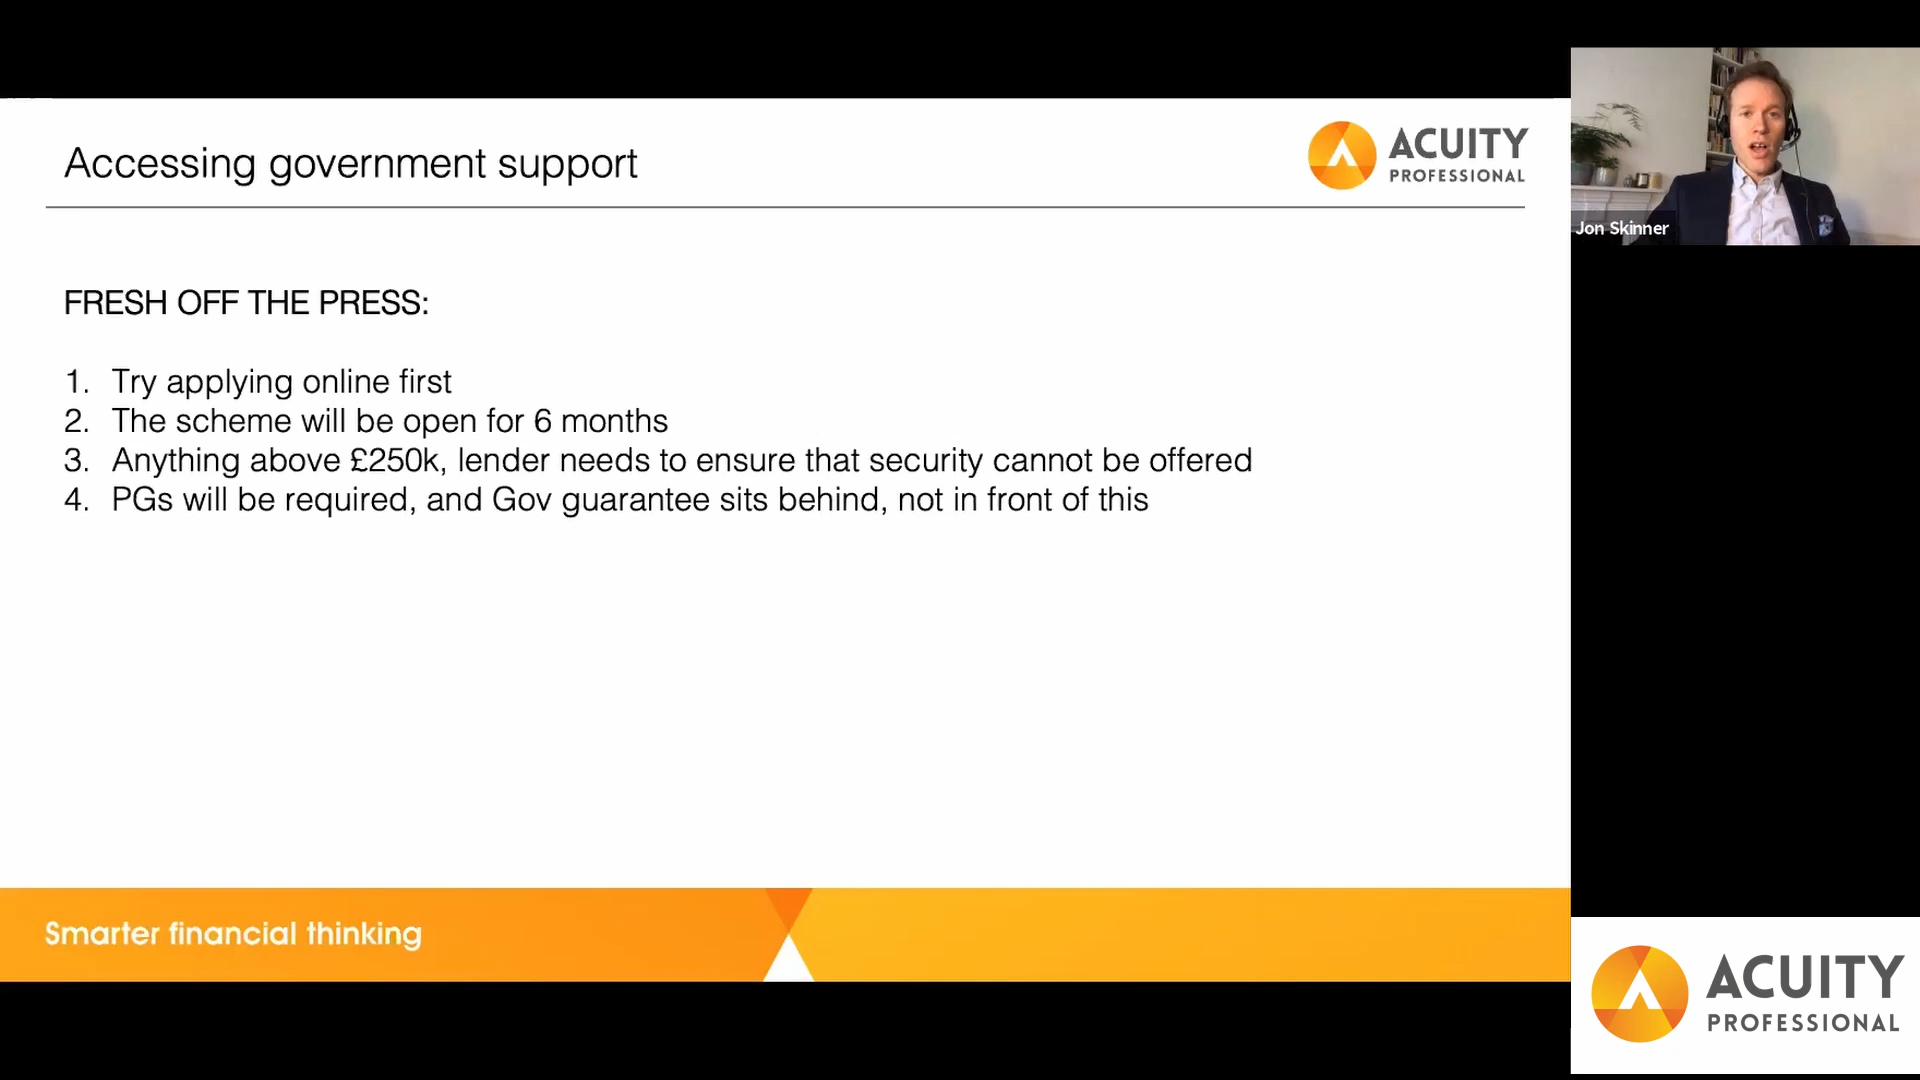 Accessing government support
ACUITY
PROFESSIONAL
Jon Skinner
FRESH OFF THE PRESS:
1. Try applying online first
2. The scheme will be open for 6 months
3. Anything above £250k, lender needs to ensure that security cannot be offered
4. PGs will be required, and Gov guarantee sits behind, not in front of this
Smarter financial thinking
ACUITY
PROFESSIONAL